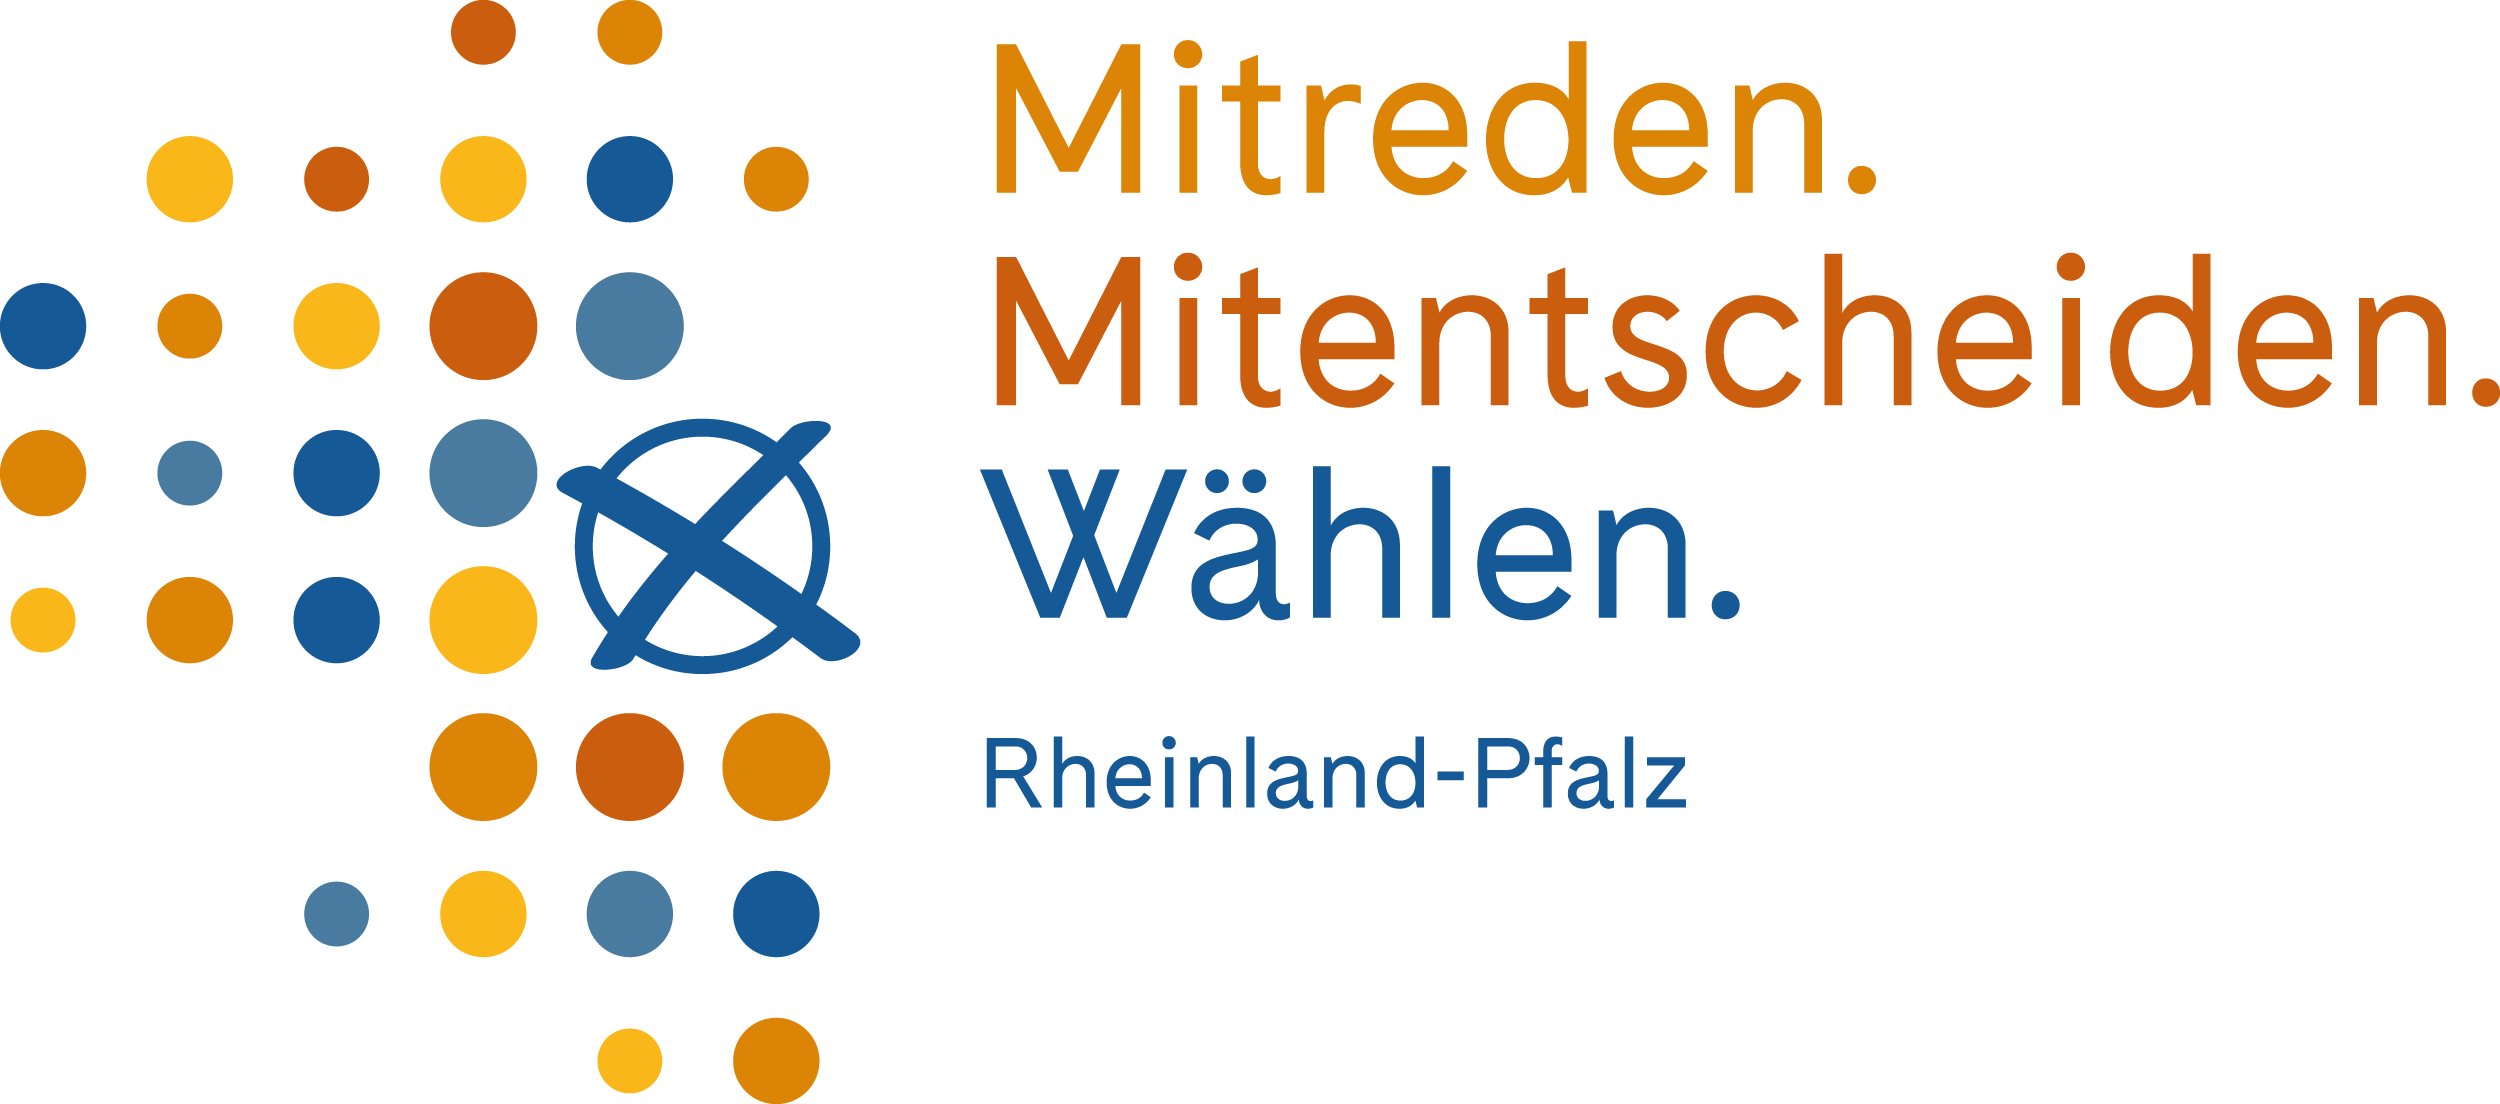 Mitreden.
Mitentscheiden.
Wählen.
Rheinland-Pfalz